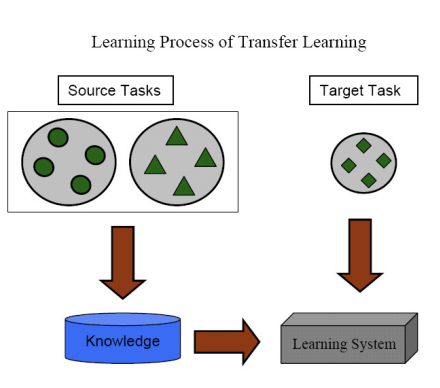 Learning Process of Transfer Learning
Source Tasks
Target Task
Knowledge
Learning System